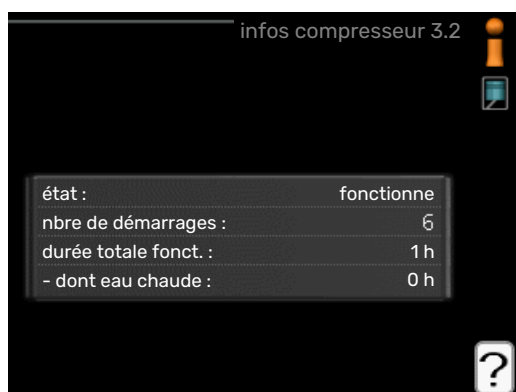 infos compresseur 3.2
état : fonctionne
nbre de démarrages : 6
durée totale fonct. : 1 h
- dont eau chaude : 0 h
?